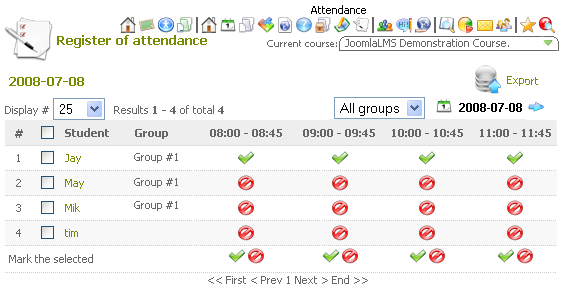 Attendance
Register of attendance
Current course: JoomlaLMS Demonstration Course.
2008-07-08
Export
Display # 25 Results 1 - 4 of total 4 All groups 2008-07-08
# Student Group 08:00 - 08:45 09:00 - 09:45 10:00 - 10:45 11:00 - 11:45
1 Jay Group #1
2 May Group #1
3 Mik Group #1
4 tim
Mark the selected
<< First < Prev 1 Next > End >>